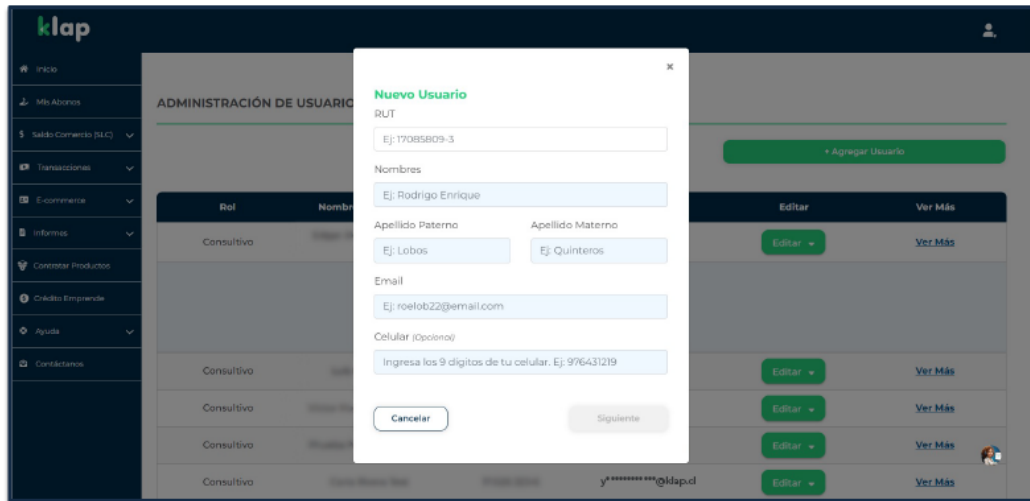 klap
Inicio
Mis Abonos
Saldo Comercio (SLC)
Transacciones
E-commerce
Informes
Contratar Productos
Crédito Emprende
Ayuda
Contáctanos
ADMINISTRACIÓN DE USUARIO
+ Agregar Usuario
Rol Nombr Editar Ver Más
Consultivo Editar Ver Más
Consultivo Editar Ver Más
Consultivo Editar Ver Más
Consultivo Editar Ver Más
Consultivo y***********@klap.cl Editar Ver Más
×
Nuevo Usuario
RUT
Ej: 17085809-3
Nombres
Ej: Rodrigo Enrique
Apellido Paterno Apellido Materno
Ej: Lobos Ej: Quinteros
Email
Ej: roelob22@email.com
Celular (Opcional)
Ingresa los 9 dígitos de tu celular. Ej: 976431219
Cancelar Siguiente